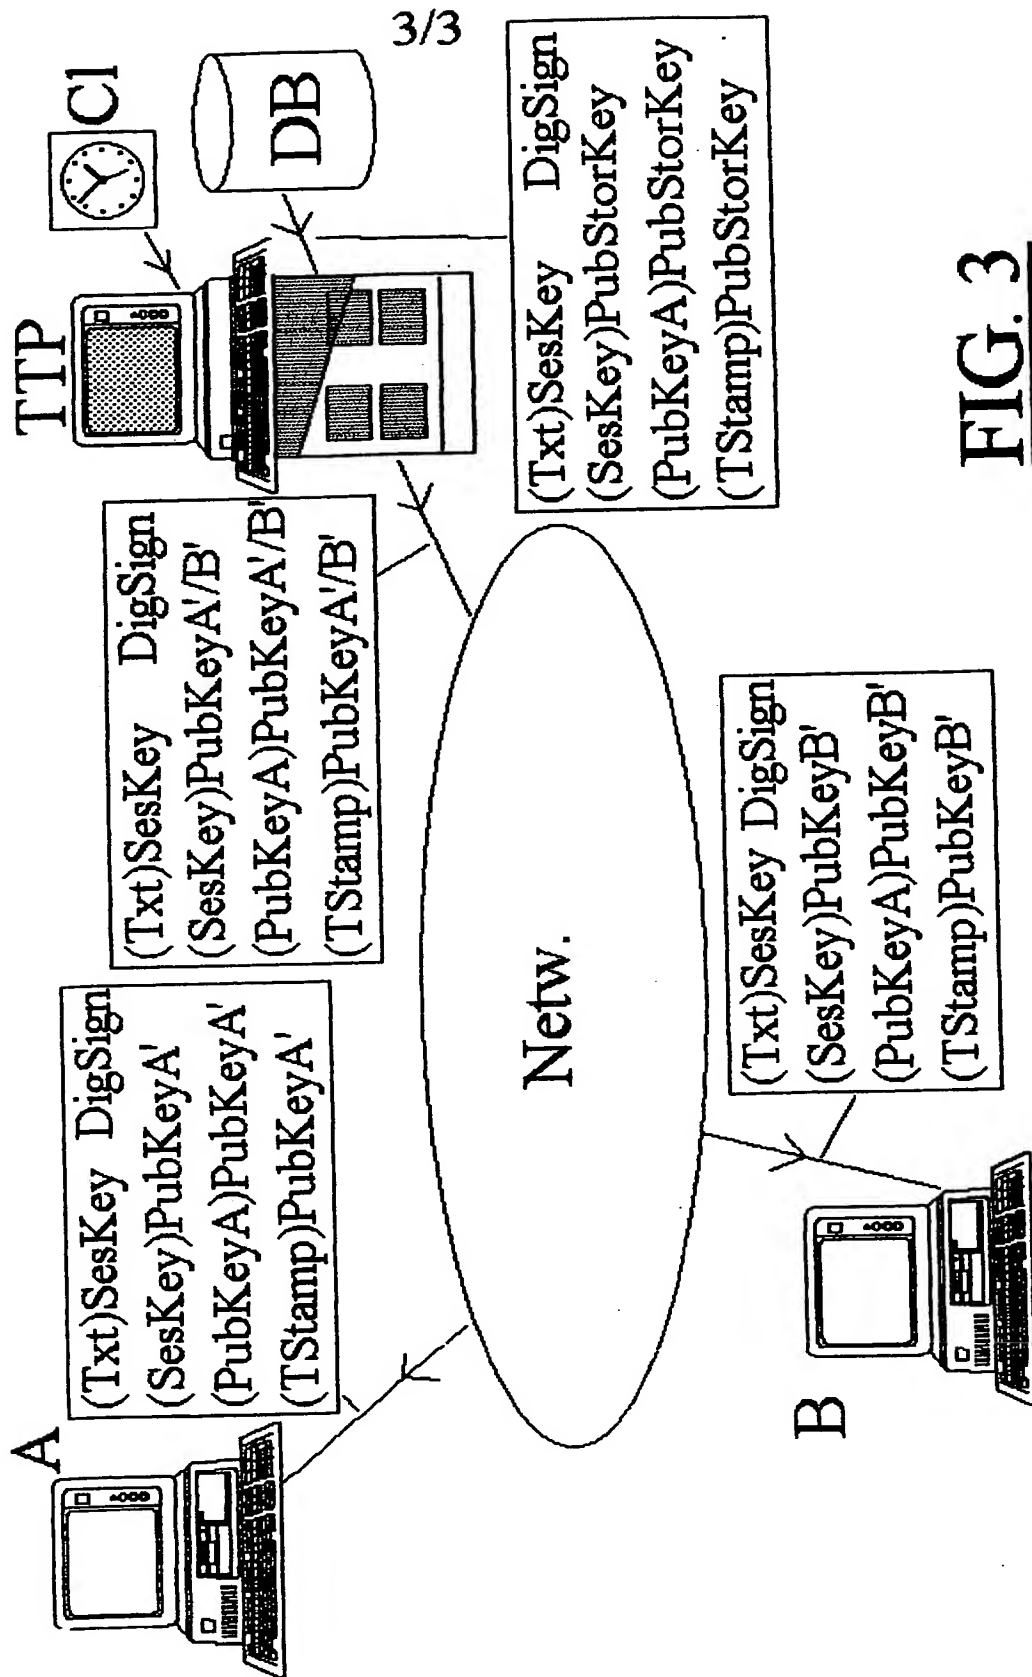 3/3
A
(Txt)SesKey DigSign
(SesKey)PubKeyA'
(PubKeyA)PubKeyA'
(TStamp)PubKeyA'
(Txt)SesKey DigSign
(SesKey)PubKeyA'/B'
(PubKeyA)PubKeyA'/B'
(TStamp)PubKeyA'/B'
TTP
Cl
DB
(Txt)SesKey DigSign
(SesKey)PubStorKey
(PubKeyA)PubStorKey
(TStamp)PubStorKey
Netw.
B
(Txt)SesKey DigSign
(SesKey)PubKeyB'
(PubKeyA)PubKeyB'
(TStamp)PubKeyB'
FIG. 3